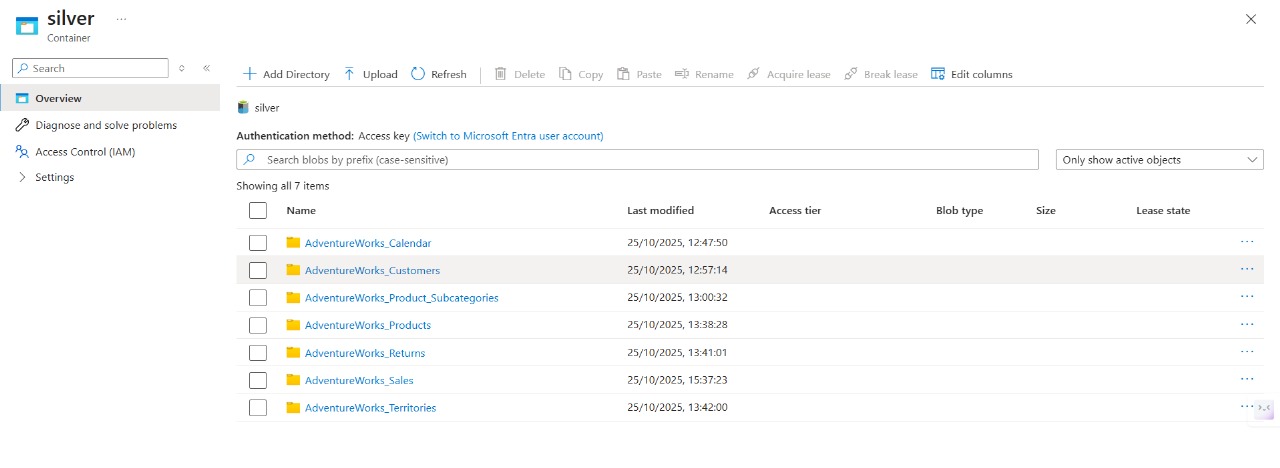 silver ...
Container
Search
Overview
Diagnose and solve problems
Access Control (IAM)
Settings
Add Directory Upload Refresh Delete Copy Paste Rename Acquire lease Break lease Edit columns
silver
Authentication method: Access key (Switch to Microsoft Entra user account)
Search blobs by prefix (case-sensitive) Only show active objects
Showing all 7 items
Name Last modified Access tier Blob type Size Lease state
AdventureWorks_Calendar 25/10/2025, 12:47:50 ...
AdventureWorks_Customers 25/10/2025, 12:57:14 ...
AdventureWorks_Product_Subcategories 25/10/2025, 13:00:32 ...
AdventureWorks_Products 25/10/2025, 13:38:28 ...
AdventureWorks_Returns 25/10/2025, 13:41:01 ...
AdventureWorks_Sales 25/10/2025, 15:37:23 ...
AdventureWorks_Territories 25/10/2025, 13:42:00 ...